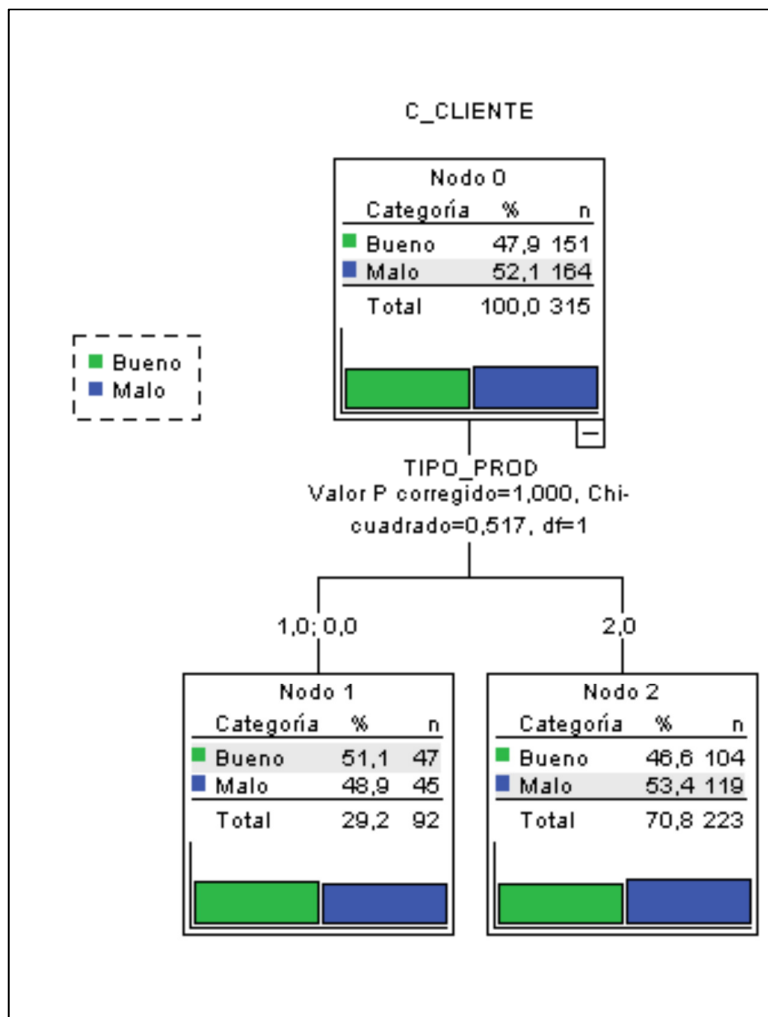 C_CLIENTE
Nodo 0
Categoría % n
Bueno 47,9 151
Malo 52,1 164
Total 100,0 315
Bueno
Malo
TIPO_PROD
Valor P corregido=1,000, Chi-
cuadrado=0,517, df=1
1,0; 0,0
2,0
Nodo 1
Categoría % n
Bueno 51,1 47
Malo 48,9 45
Total 29,2 92
Nodo 2
Categoría % n
Bueno 46,6 104
Malo 53,4 119
Total 70,8 223